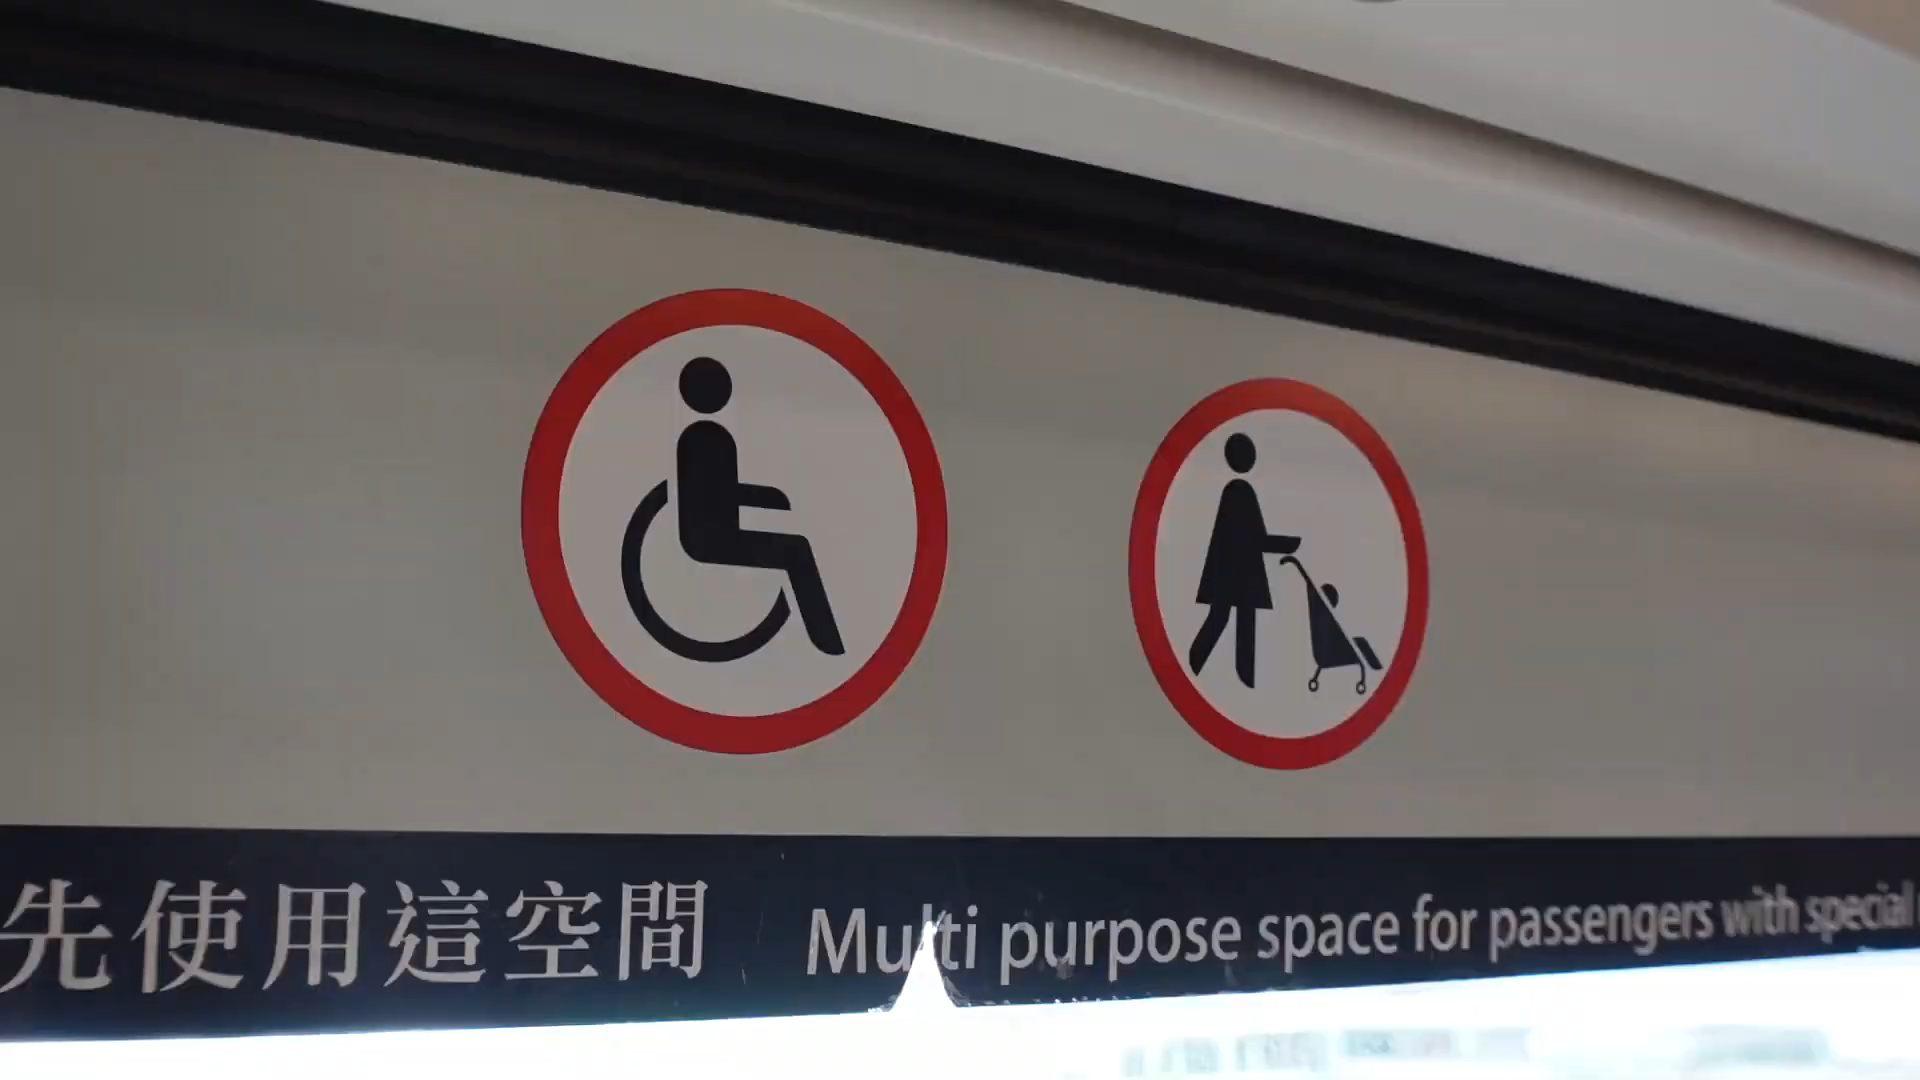 先使用這空間 Multi purpose space for passengers with special